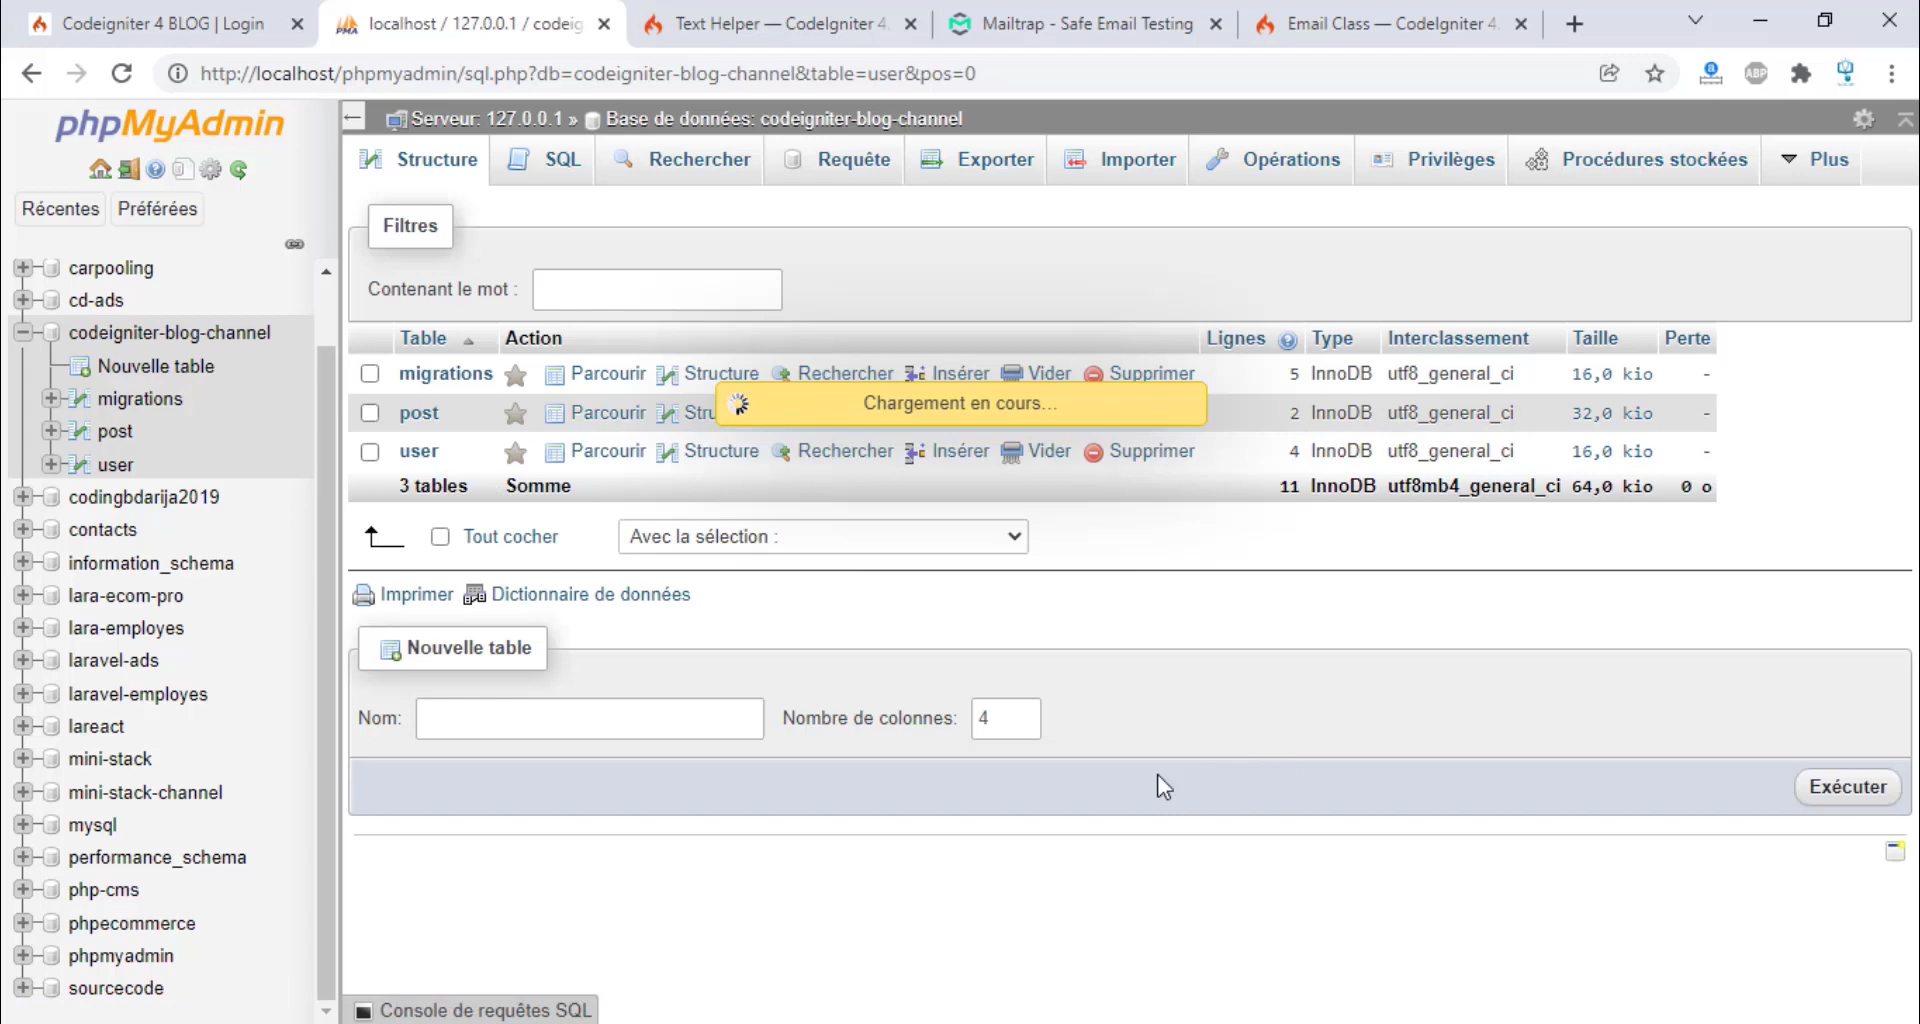 Codeigniter 4 BLOG | Login
localhost / 127.0.0.1 / codeig
Text Helper — CodeIgniter 4.
Mailtrap - Safe Email Testing
Email Class — CodeIgniter 4.
http://localhost/phpmyadmin/sql.php?db=codeigniter-blog-channel&table=user&pos=0
ABP
phpMyAdmin
Récentes
Préférées
carpooling
cd-ads
codeigniter-blog-channel
Nouvelle table
migrations
post
user
codingbdarija2019
contacts
information_schema
lara-ecom-pro
lara-employes
laravel-ads
laravel-employes
lareact
mini-stack
mini-stack-channel
mysql
performance_schema
php-cms
phpecommerce
phpmyadmin
sourcecode
Serveur: 127.0.0.1 » Base de données: codeigniter-blog-channel
Structure SQL Rechercher Requête Exporter Importer Opérations Privilèges Procédures stockées Plus
Filtres
Contenant le mot :
Table Action Lignes Type Interclassement Taille Perte
migrations Parcourir Structure Rechercher Insérer Vider Supprimer 5 InnoDB utf8_general_ci 16,0 kio -
Chargement en cours...
post Parcourir Stru 2 InnoDB utf8_general_ci 32,0 kio -
user Parcourir Structure Rechercher Insérer Vider Supprimer 4 InnoDB utf8_general_ci 16,0 kio -
3 tables Somme 11 InnoDB utf8mb4_general_ci 64,0 kio 0 o
Tout cocher
Avec la sélection :
Imprimer Dictionnaire de données
Nouvelle table
Nom:
Nombre de colonnes: 4
Exécuter
Console de requêtes SQL